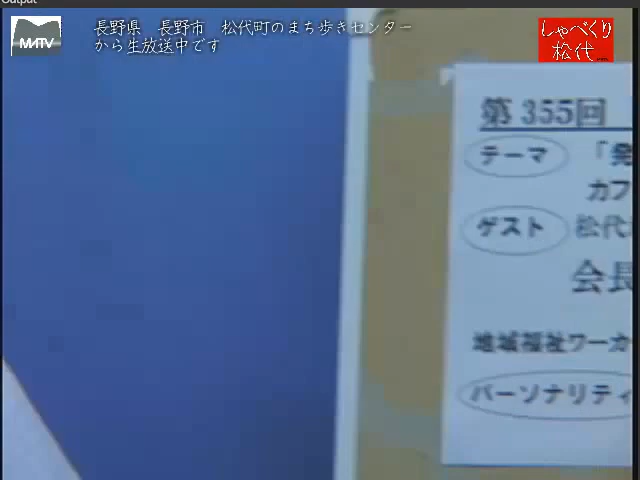 Output
MATV
長野県 長野市 松代町のまち歩きセンター
から生放送中です
しゃべくり
松代
第355回
テーマ 「発
カフ
ゲスト 松代
会長
地域福祉ワーカ
パーソナリティ